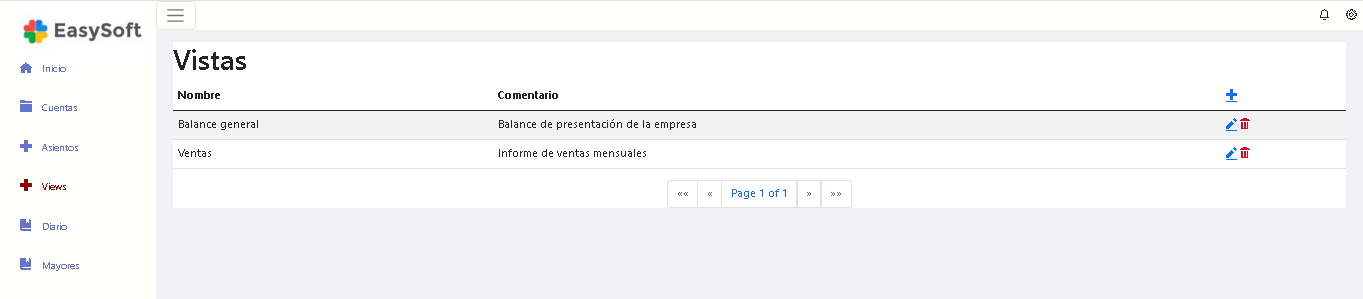 EasySoft
Inicio
Cuentas
Asientos
Views
Diario
Mayores
Vistas
Nombre Comentario
Balance general Balance de presentación de la empresa
Ventas Informe de ventas mensuales
«« « Page 1 of 1 » »»